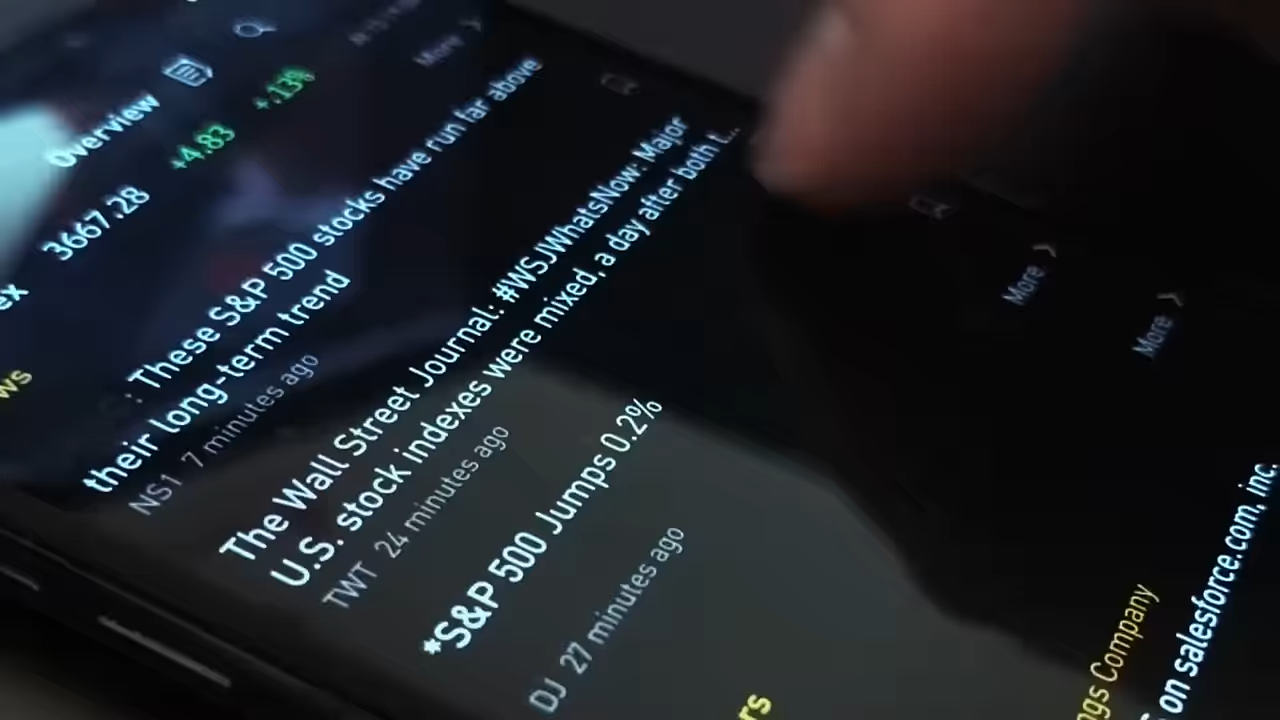 Overview
3667.28 +4.83 +.13%
More
: These S&P 500 stocks have run far above
their long-term trend
NS1 7 minutes ago
The Wall Street Journal: #WSJWhatsNow: Major
U.S. stock indexes were mixed, a day after both t...
TWT 24 minutes ago
*S&P 500 Jumps 0.2%
DJ 27 minutes ago
More
More
Company
on salesforce.com, inc.